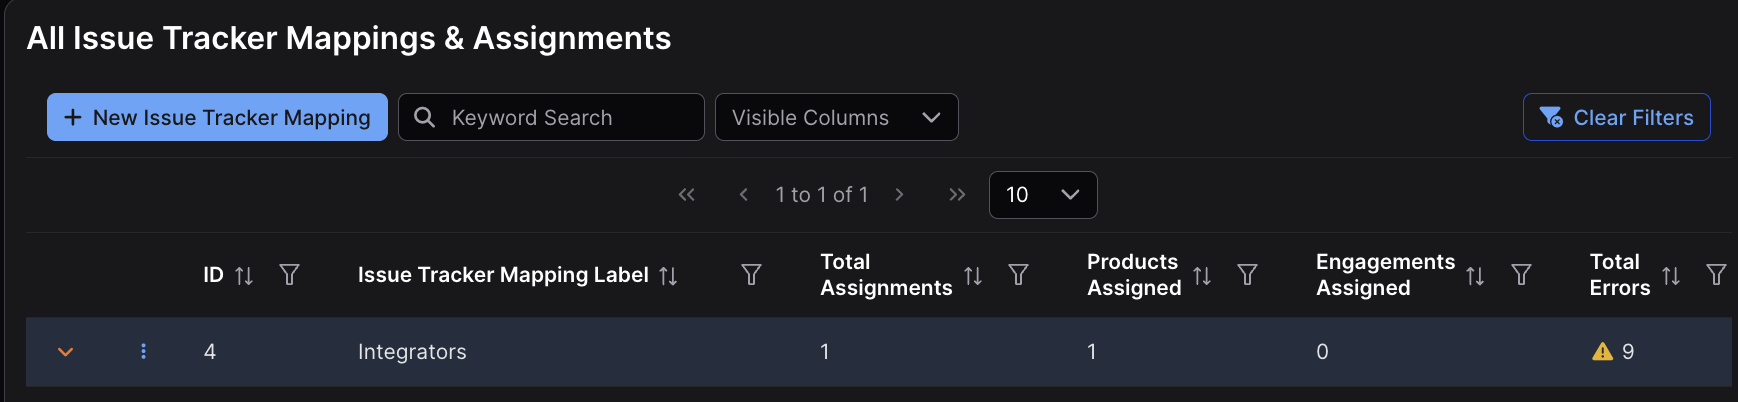 All Issue Tracker Mappings & Assignments
+ New Issue Tracker Mapping Keyword Search Visible Columns Clear Filters
1 to 1 of 1 10
ID Issue Tracker Mapping Label Total Assignments Products Assigned Engagements Assigned Total Errors
4 Integrators 1 1 0 9